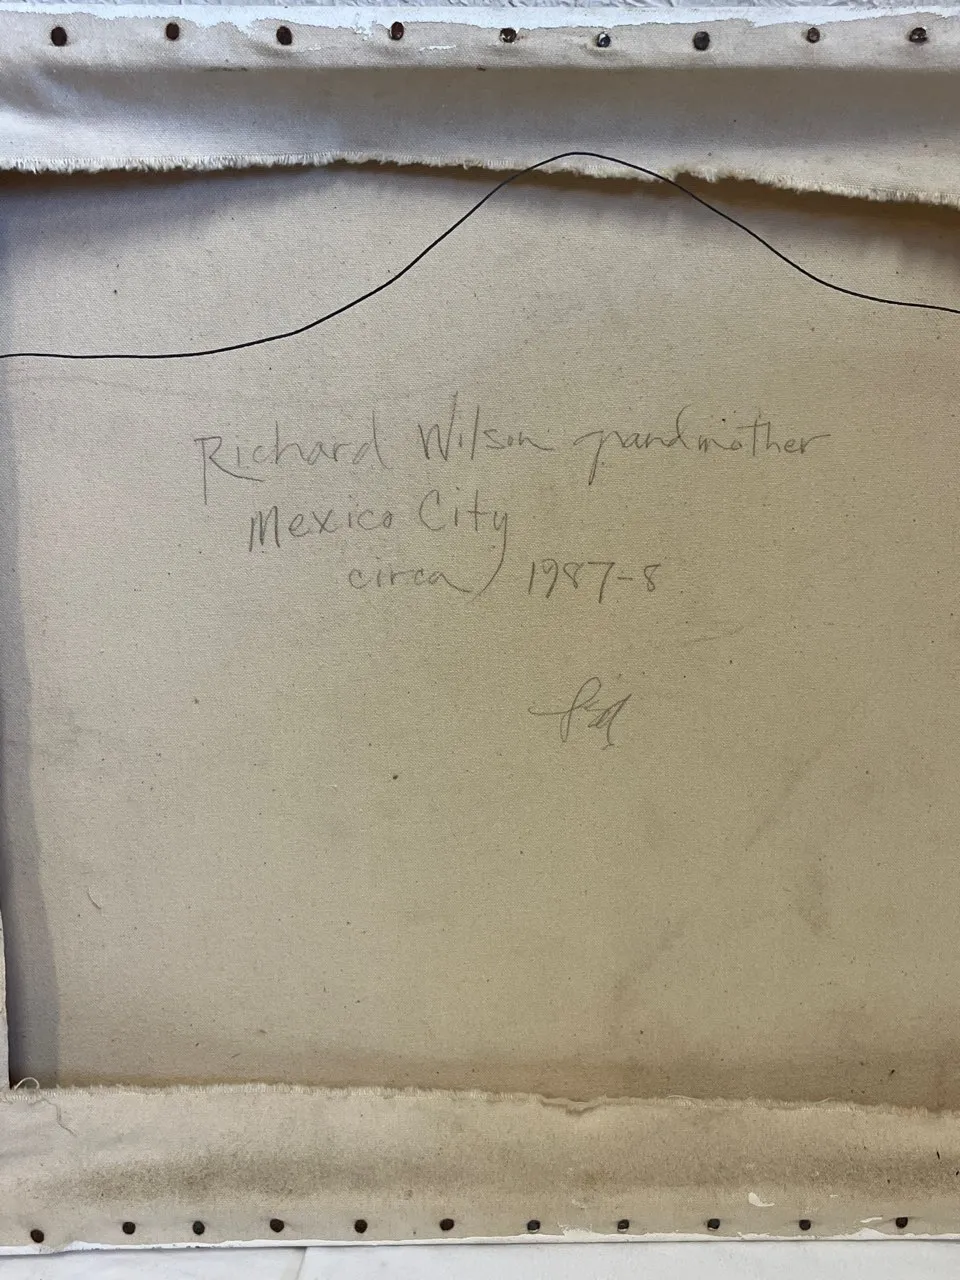 Richard Wilson grandmother
Mexico City
circa 1987-8